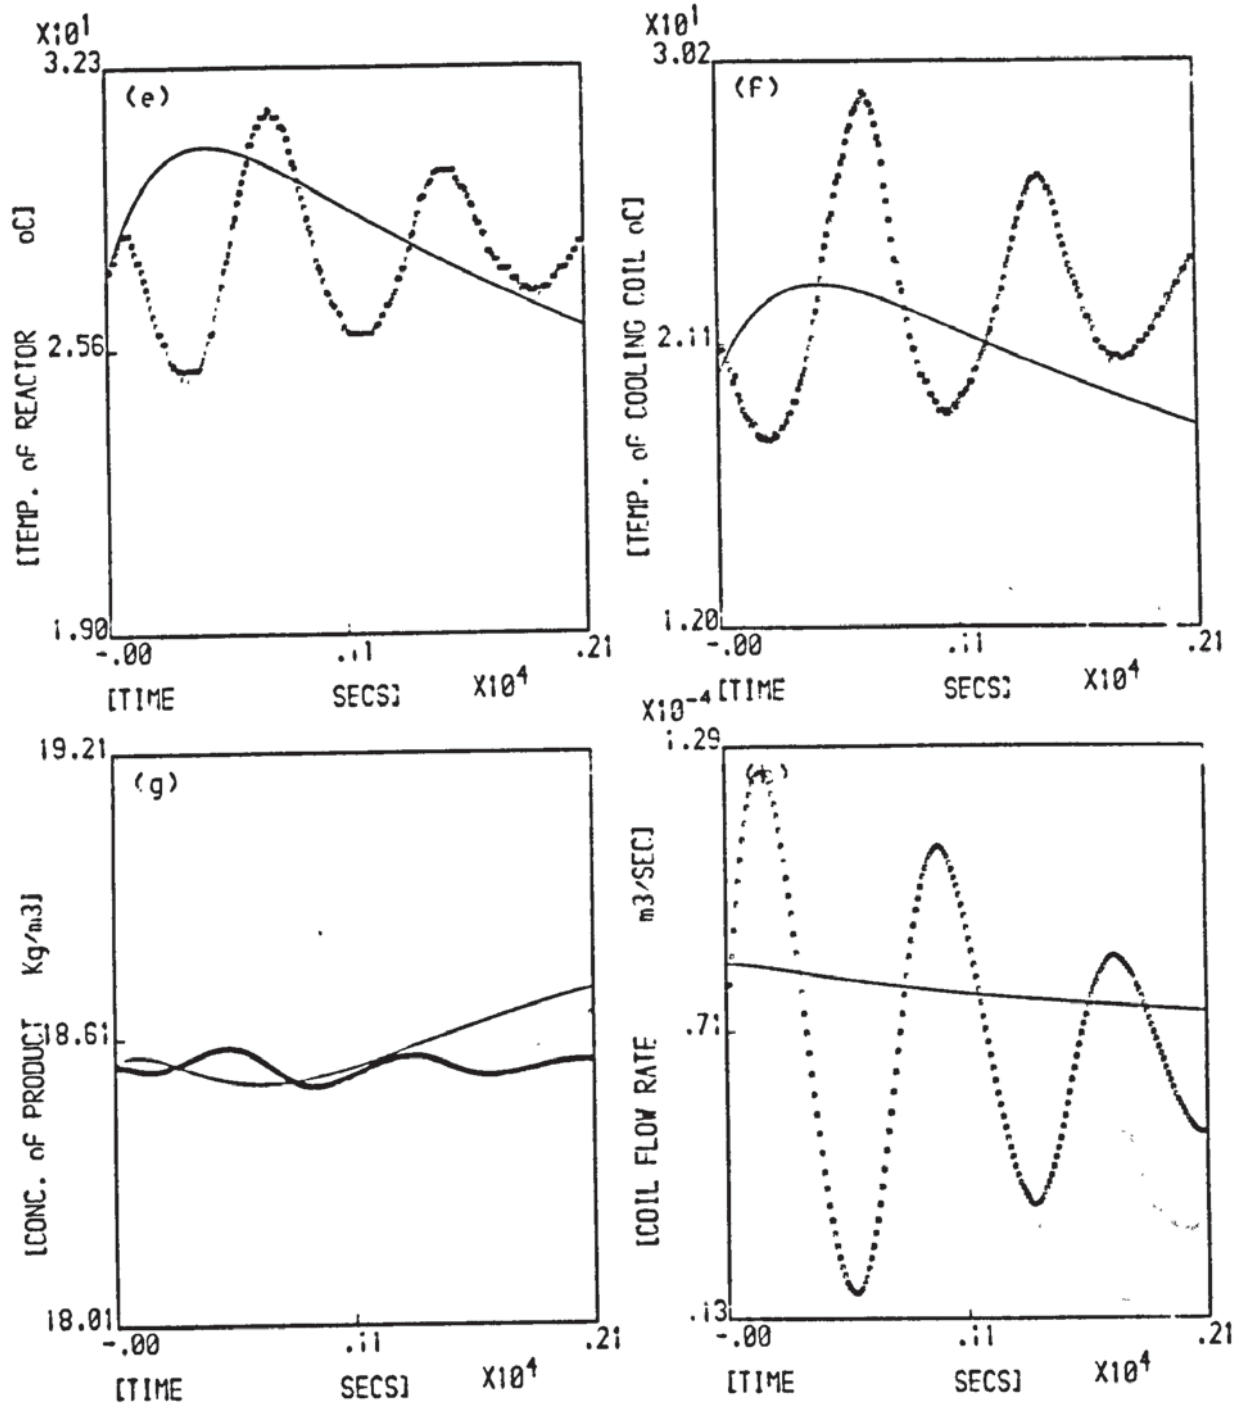 X10¹
3.23
(e)
[TEMP. oF REACTOR oC]
2.56
1.90
-.00 .11 .21
[TIME SECS] X10⁴
X10¹
3.02
(f)
[TEMP. oF COOLING COIL oC]
2.11
1.20
-.00 .11 .21
[TIME SECS] X10⁴
19.21
(g)
[CONC. oF PRODUCT Kg/m3]
18.61
18.01
-.00 .11 .21
[TIME SECS] X10⁴
X10⁻⁴
1.29
[COIL FLOW RATE m3/SEC]
.71
.13
-.00 .11 .21
[TIME SECS] X10⁴